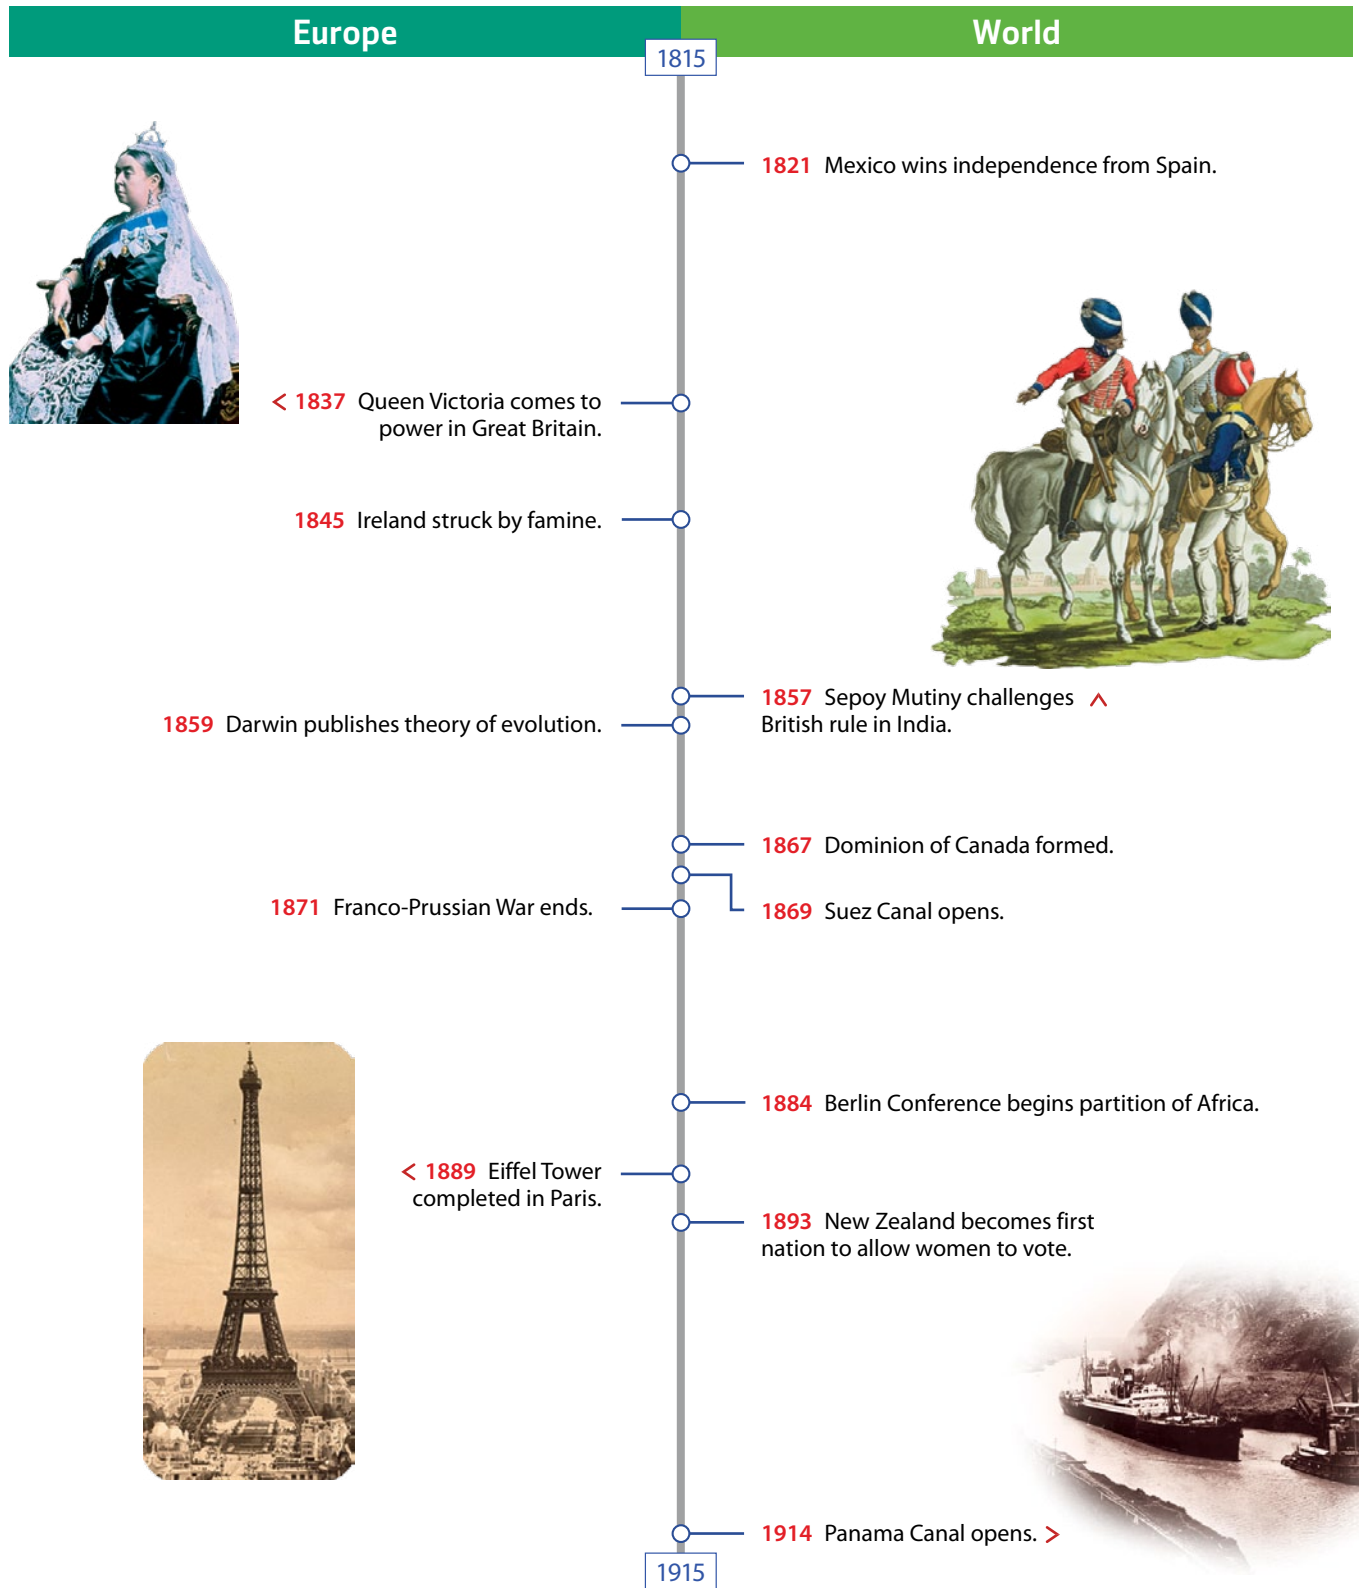 Europe
World
1815
1821 Mexico wins independence from Spain.
< 1837 Queen Victoria comes to
power in Great Britain.
1845 Ireland struck by famine.
1857 Sepoy Mutiny challenges ^
British rule in India.
1859 Darwin publishes theory of evolution.
1867 Dominion of Canada formed.
1869 Suez Canal opens.
1871 Franco-Prussian War ends.
1884 Berlin Conference begins partition of Africa.
< 1889 Eiffel Tower
completed in Paris.
1893 New Zealand becomes first
nation to allow women to vote.
1914 Panama Canal opens. >
1915